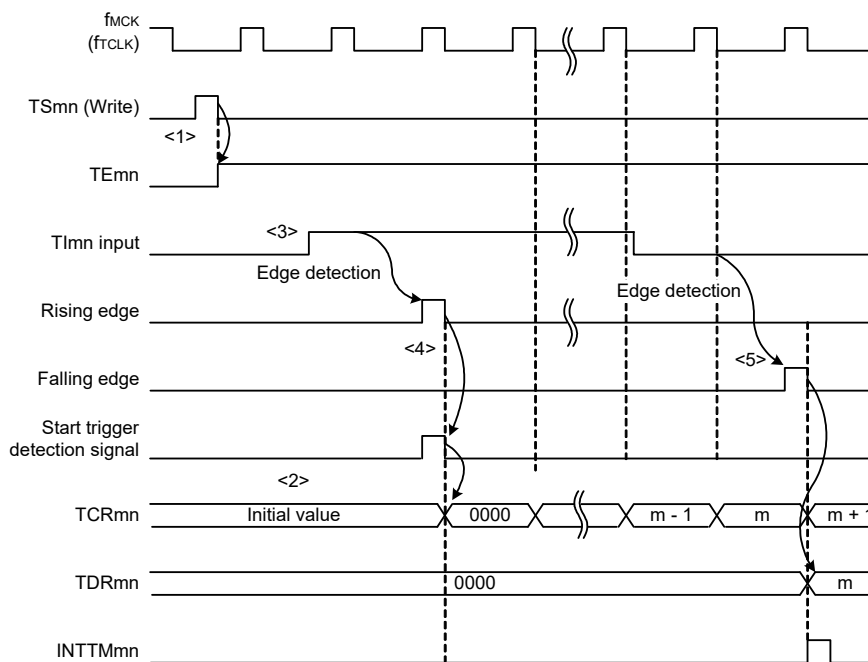 fMCK
(fTCLK)
TSmn (Write)
<1>
TEmn
TImn input
<3>
Edge detection
Edge detection
Rising edge
<4>
<5>
Falling edge
Start trigger
detection signal
<2>
TCRmn
Initial value
0000
m - 1
m
m + 1
TDRmn
0000
m
INTTMmn